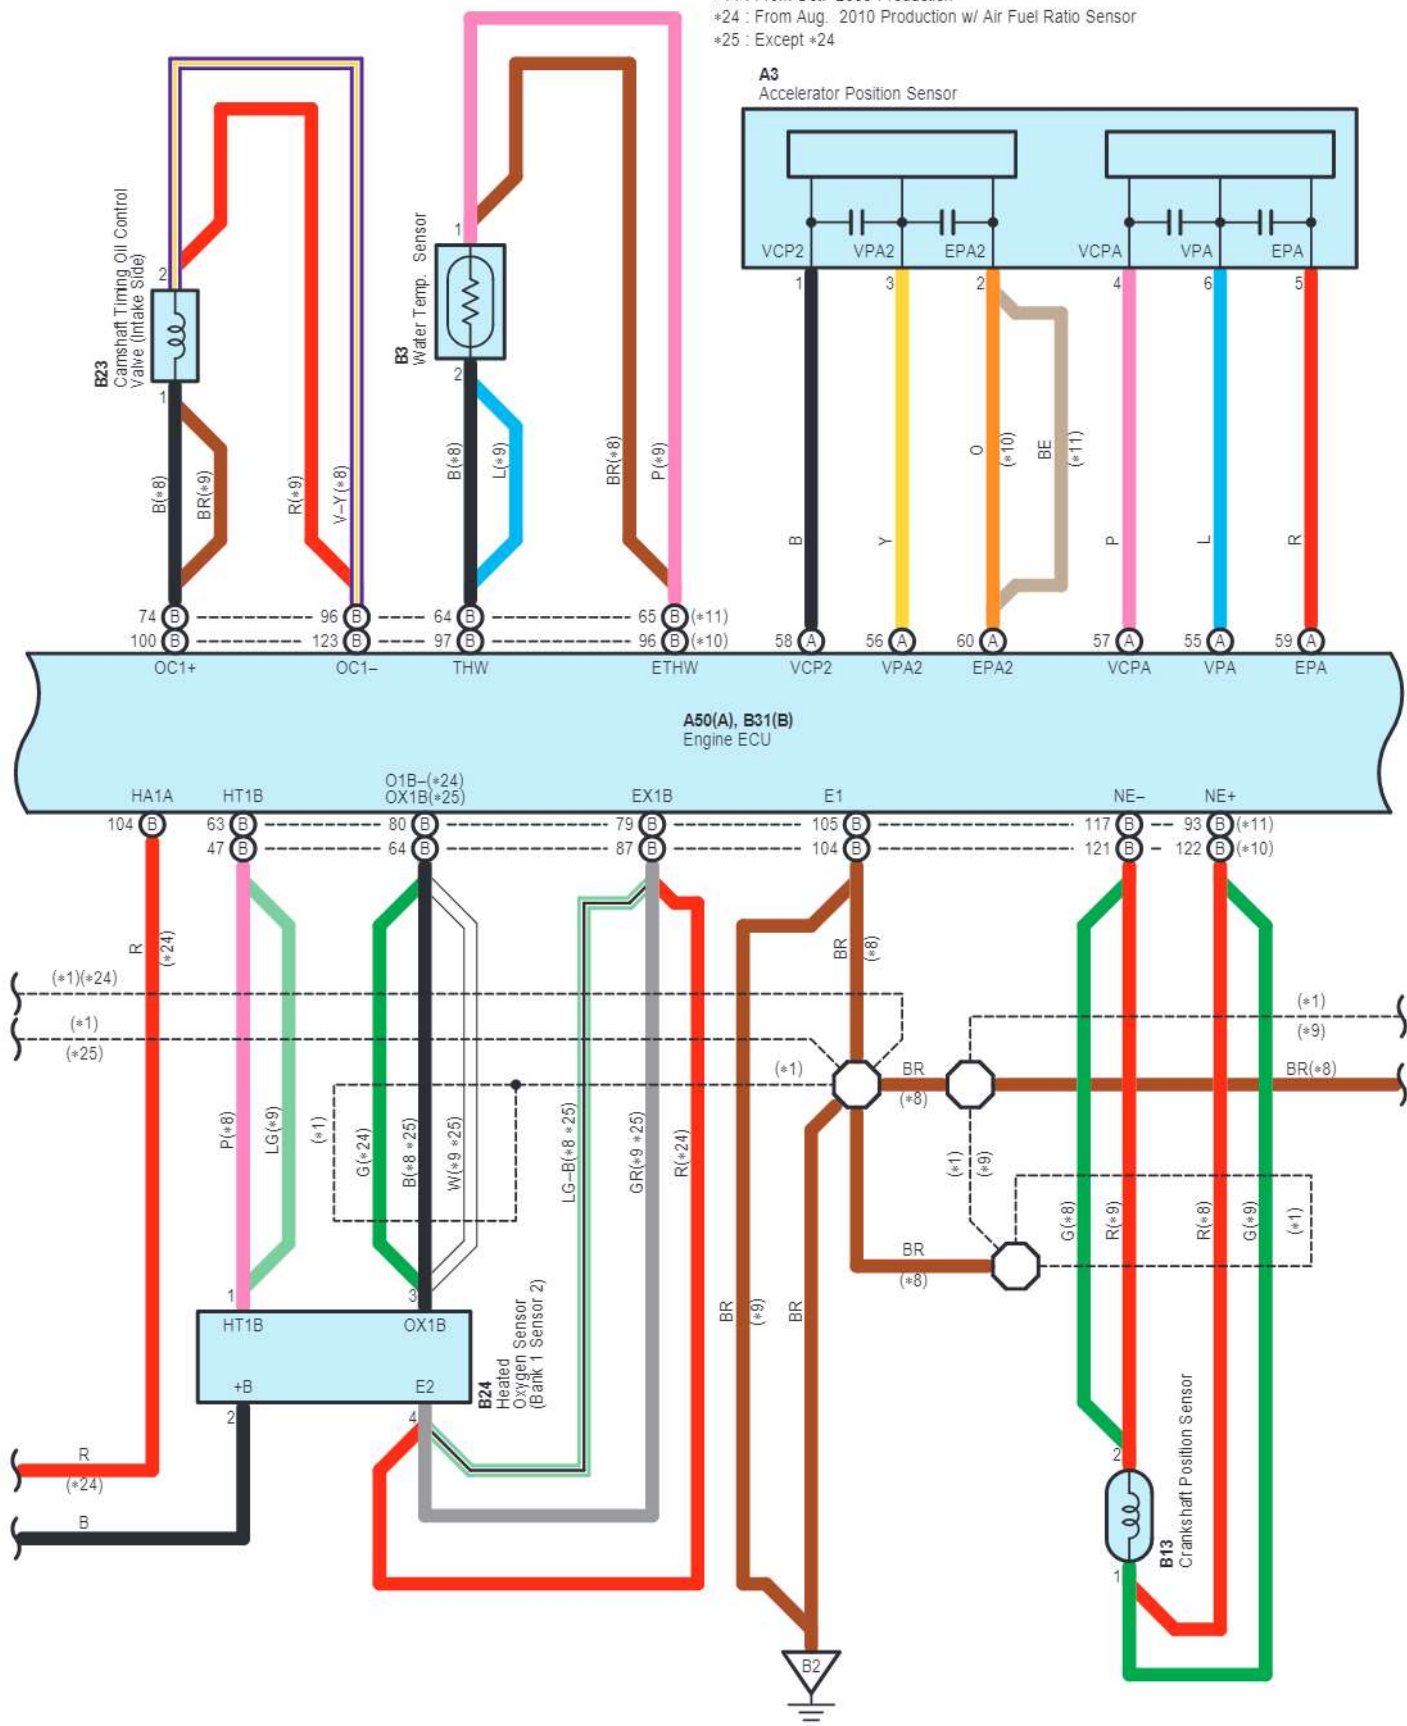 *24 : From Aug. 2010 Production w/ Air Fuel Ratio Sensor
*25 : Except *24
A3
Accelerator Position Sensor
VCP2 VPA2 EPA2 VCPA VPA EPA
1 3 2 4 6 5
2
B23
Camshaft Timing Oil Control
Valve (Intake Side)
1
1
B3
Water Temp. Sensor
2
B(*8)
BR(*9)
R(*9)
V-Y(*8)
B(*8)
L(*9)
BR(*8)
P(*9)
B
Y
O
(*10)
BE
(*11)
P
L
R
74 B 96 B 64 B 65 B (*11)
100 B 123 B 97 B 96 B (*10)
58 A 56 A 60 A 57 A 55 A 59 A
OC1+ OC1- THW ETHW VCP2 VPA2 EPA2 VCPA VPA EPA
A50(A), B31(B)
Engine ECU
O1B-(*24)
HA1A HT1B OX1B(*25) EX1B E1 NE- NE+
104 B 63 B 80 B 79 B 105 B 117 B 93 B (*11)
47 B 64 B 87 B 104 B 121 B 122 B (*10)
R
(*24)
BR
(*8)
(*1)(*24)
(*1)
(*25)
(*1)
(*9)
(*1)
BR
(*8)
BR(*8)
P(*8)
LG(*9)
(*1)
G(*24)
B(*8 *25)
W(*9 *25)
LG-B(*8 *25)
GR(*9 *25)
R(*24)
(*1)
(*9)
G(*8)
R(*9)
R(*8)
G(*9)
(*1)
BR
(*8)
BR
(*9)
BR
1 3
HT1B OX1B
+B E2
2 4
B24
Heated
Oxygen Sensor
(Bank 1 Sensor 2)
R
(*24)
B
2
B13
Crankshaft Position Sensor
1
B2